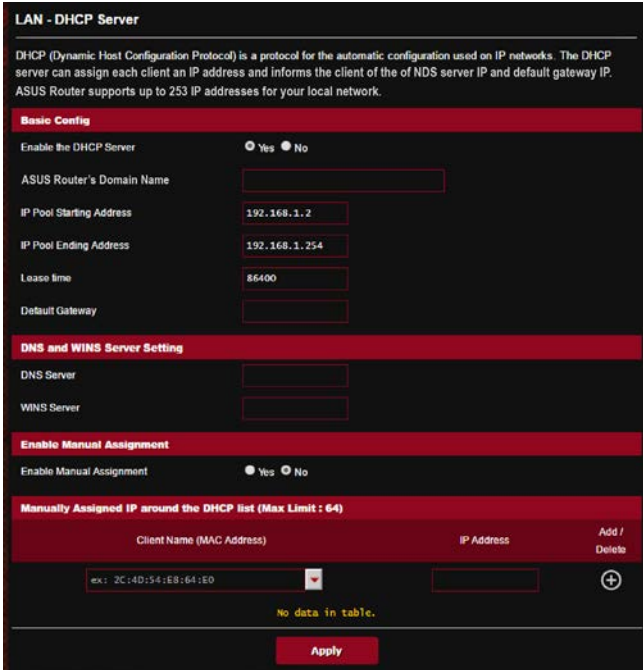 LAN - DHCP Server
DHCP (Dynamic Host Configuration Protocol) is a protocol for the automatic configuration used on IP networks. The DHCP
server can assign each client an IP address and informs the client of the of NDS server IP and default gateway IP.
ASUS Router supports up to 253 IP addresses for your local network.
Basic Config
Enable the DHCP Server Yes No
ASUS Router's Domain Name
IP Pool Starting Address 192.168.1.2
IP Pool Ending Address 192.168.1.254
Lease time 86400
Default Gateway
DNS and WINS Server Setting
DNS Server
WINS Server
Enable Manual Assignment
Enable Manual Assignment Yes No
Manually Assigned IP around the DHCP list (Max Limit : 64)
Client Name (MAC Address) IP Address Add / Delete
ex: 2C:4D:54:E8:64:E0
No data in table.
Apply